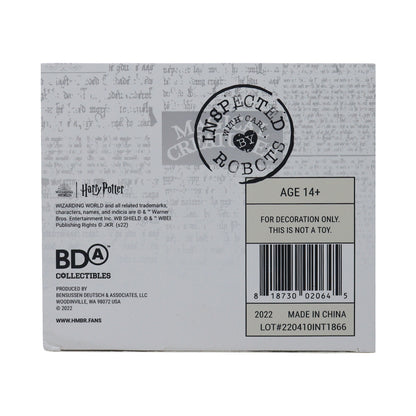 INSPECTED
WITH CARE
BY
ROBOTS
Harry Potter
WIZARDING WORLD and all related trademarks,
characters, names, and indicia are © & ™ Warner
Bros. Entertainment Inc. WB SHIELD: © & ™ WBEI
Publishing Rights © JKR. (s22)
BDA
COLLECTIBLES
PRODUCED BY
BENSUSSEN DEUTSCH & ASSOCIATES, LLC
WOODINVILLE, WA 98072 USA
© 2022
WWW.HMBR.FANS
AGE 14+
FOR DECORATION ONLY.
THIS IS NOT A TOY.
8 18730 02064 5
2022 MADE IN CHINA
LOT#220410INT1866